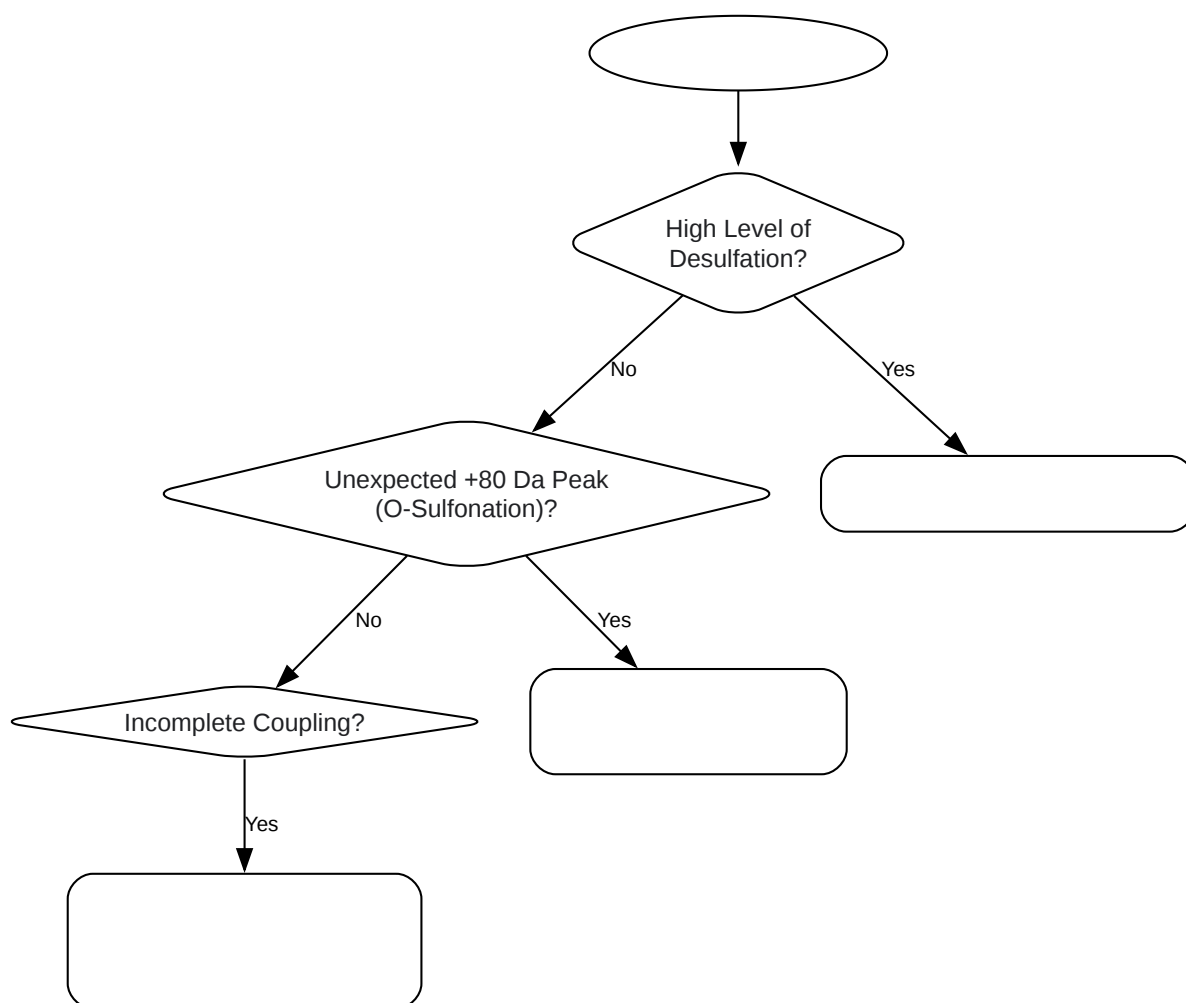 High Level of
Desulfation?
No
Yes
Unexpected +80 Da Peak
(O-Sulfonation)?
No
Yes
Incomplete Coupling?
Yes